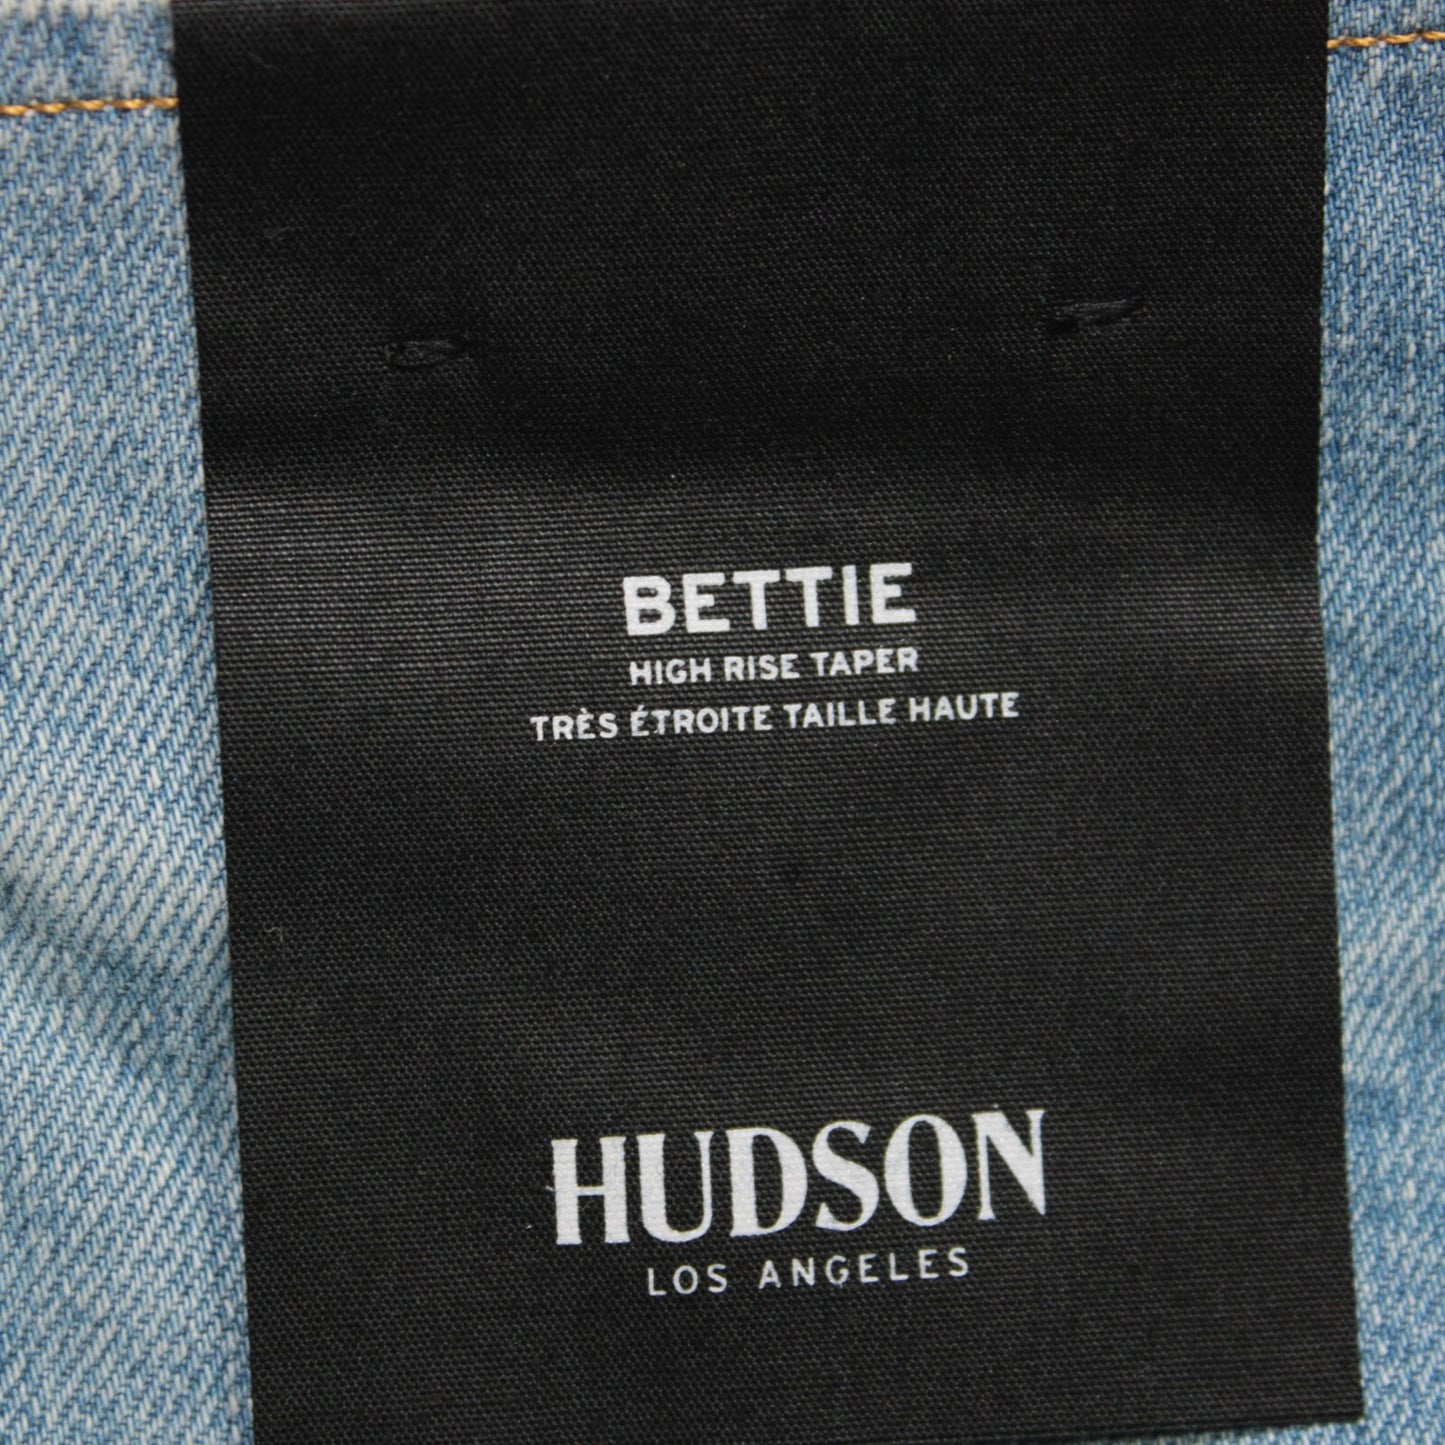 BETTIE
HIGH RISE TAPER
TRÈS ÉTROITE TAILLE HAUTE
HUDSON
LOS ANGELES